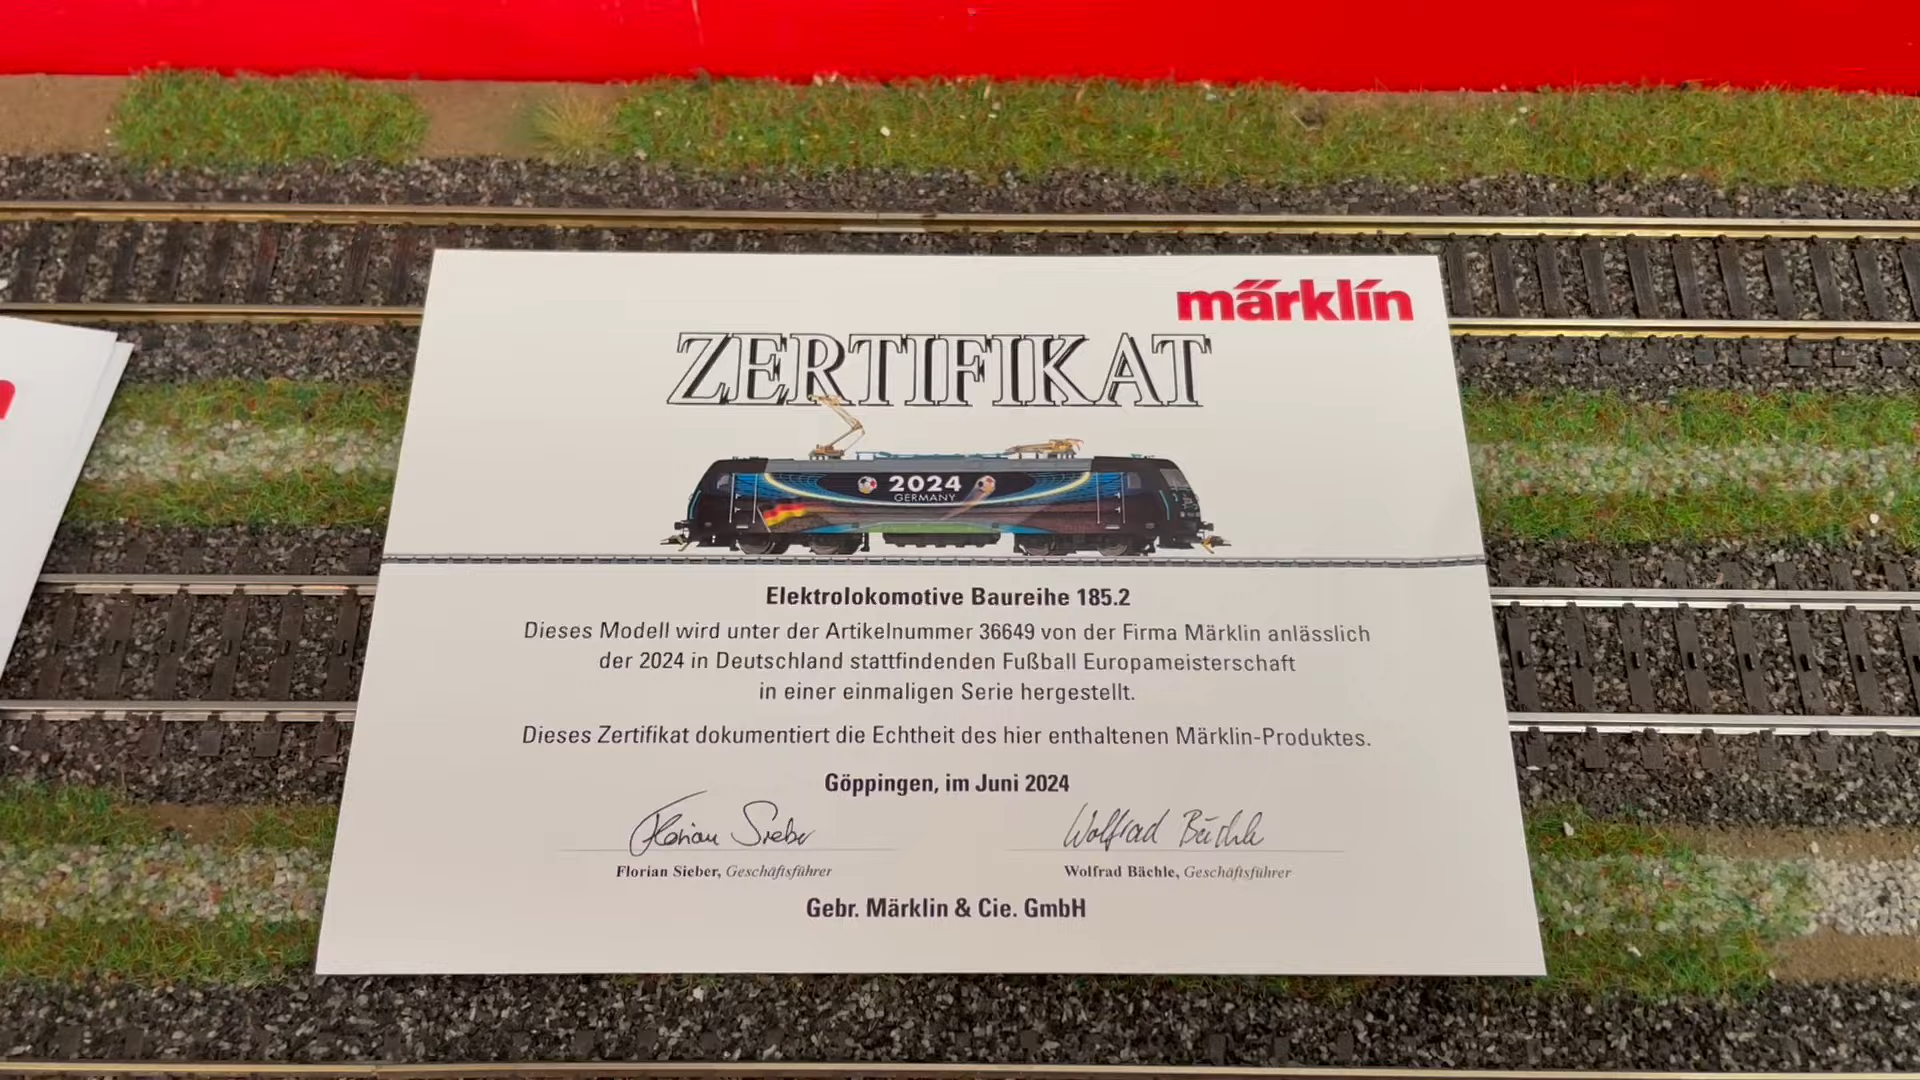 märklín
ZERTIFIKAT
2024
GERMANY
Elektrolokomotive Baureihe 185.2
Dieses Modell wird unter der Artikelnummer 36649 von der Firma Märklin anlässlich
der 2024 in Deutschland stattfindenden Fußball Europameisterschaft
in einer einmaligen Serie hergestellt.
Dieses Zertifikat dokumentiert die Echtheit des hier enthaltenen Märklin-Produktes.
Göppingen, im Juni 2024
Florian Sieber Wolfrad Bächle
Florian Sieber, Geschäftsführer Wolfrad Bächle, Geschäftsführer
Gebr. Märklin & Cie. GmbH